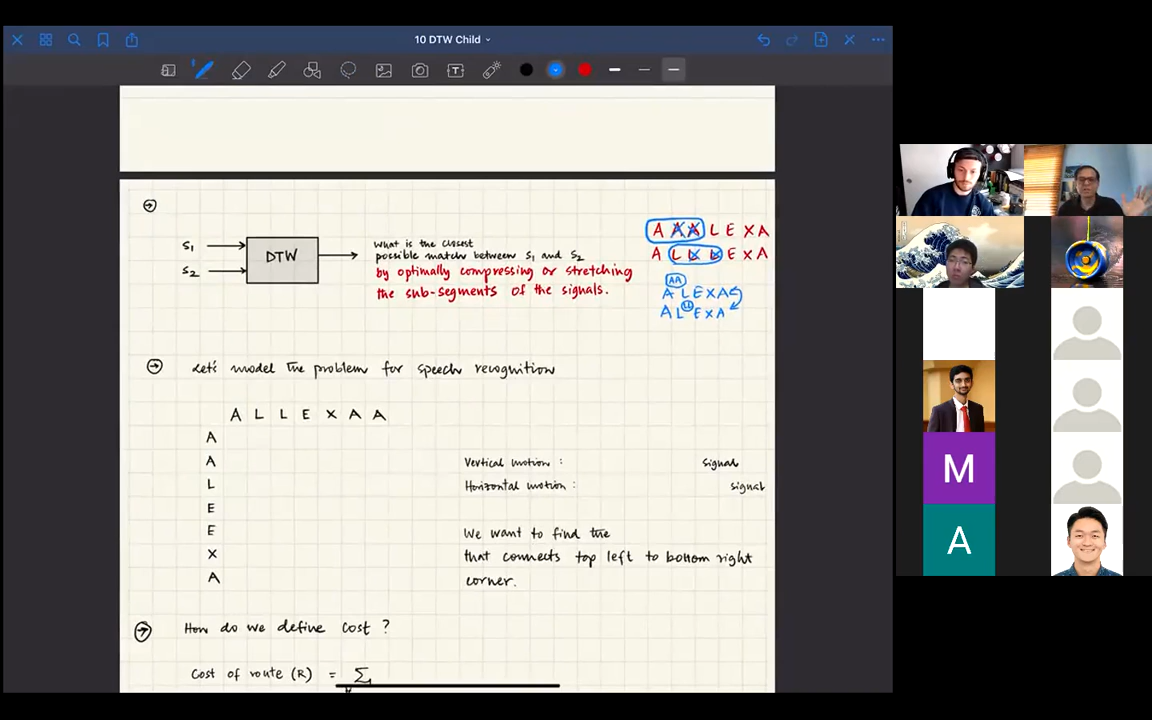 10 DTW Child
T
S1
S2
DTW
What is the closest
possible match between S1 and S2
by optimally compressing or stretching
the sub-segments of the signals.
A A A L E X A
A L L L E X A
AA
A L E X A
LL
A L E X A
Let's model the problem for speech recognition
A L L E X A A
A
A
L
E
E
X
A
Vertical motion : signal
Horizontal motion : signal
We want to find the
that connects top left to bottom right
corner.
How do we define cost ?
Cost of route (R) = Σ
M
A